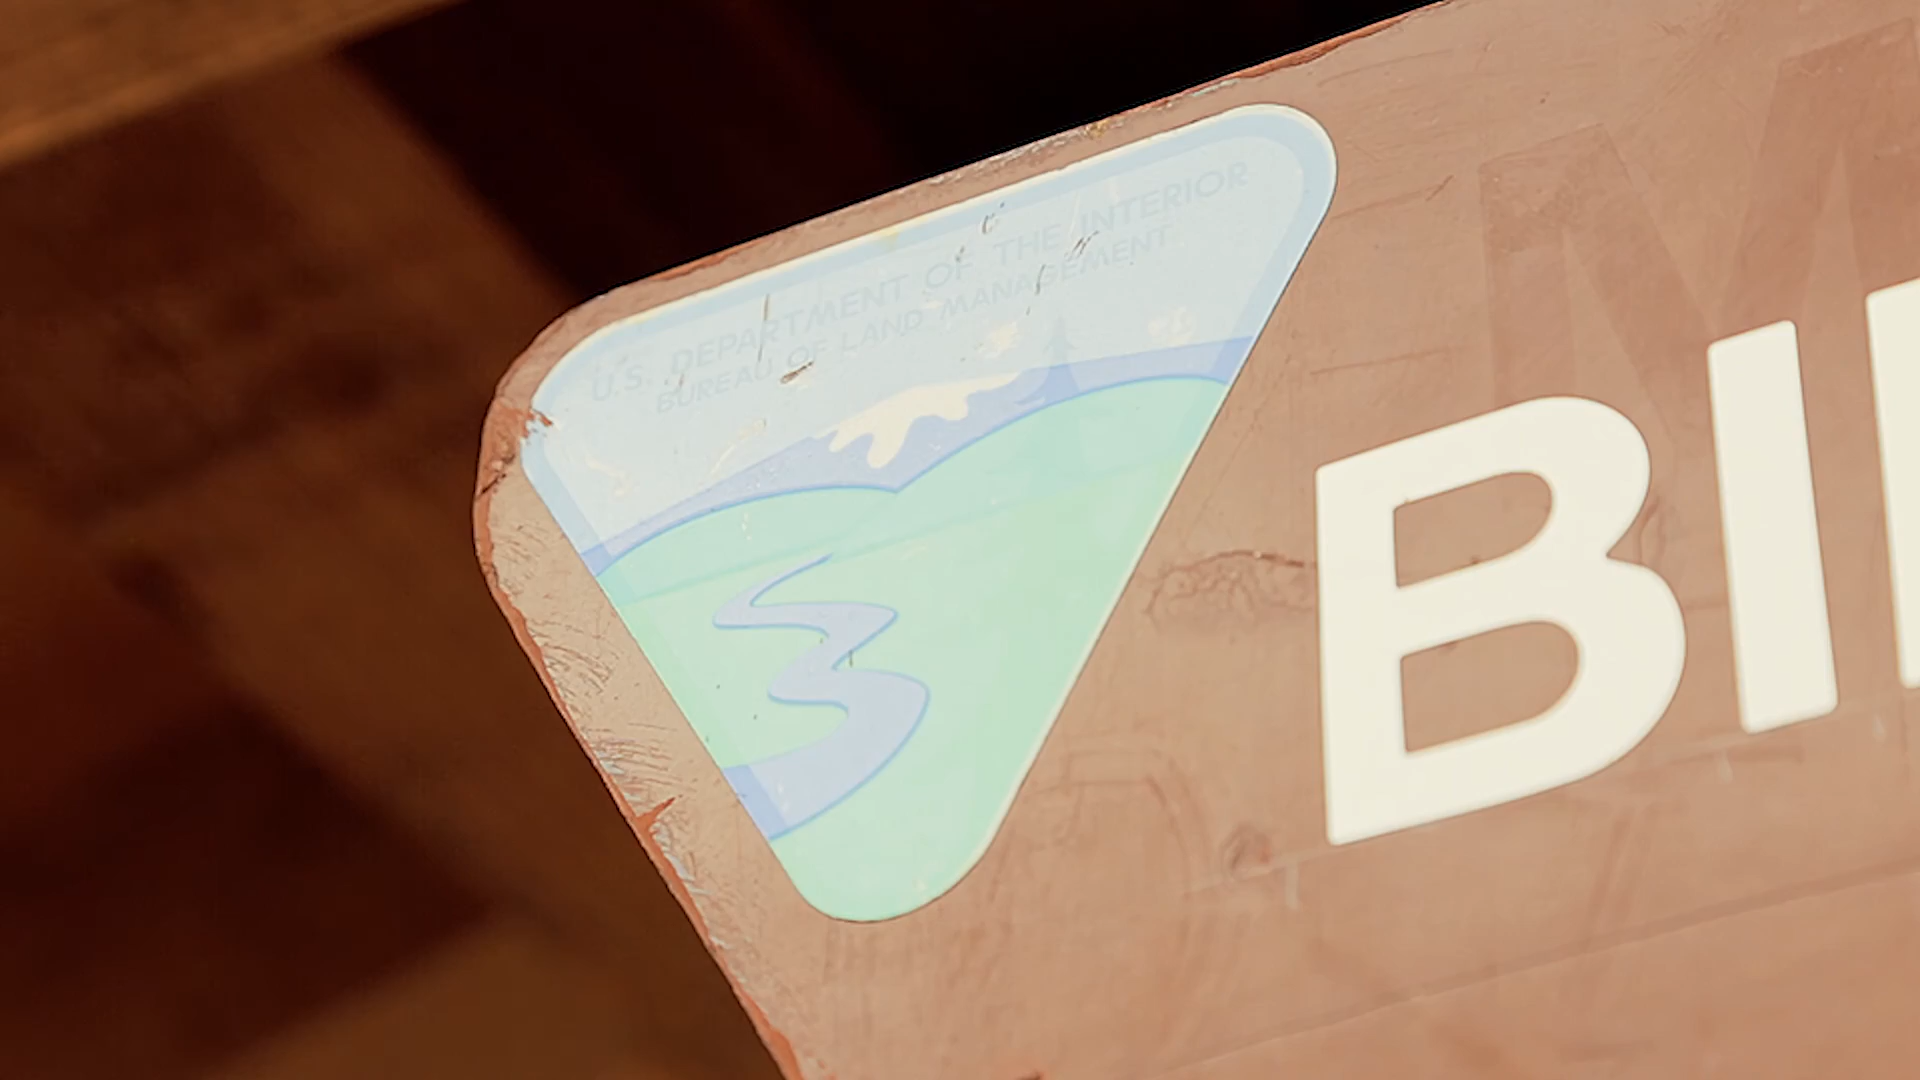 U.S. DEPARTMENT OF THE INTERIOR
BUREAU OF LAND MANAGEMENT
BI